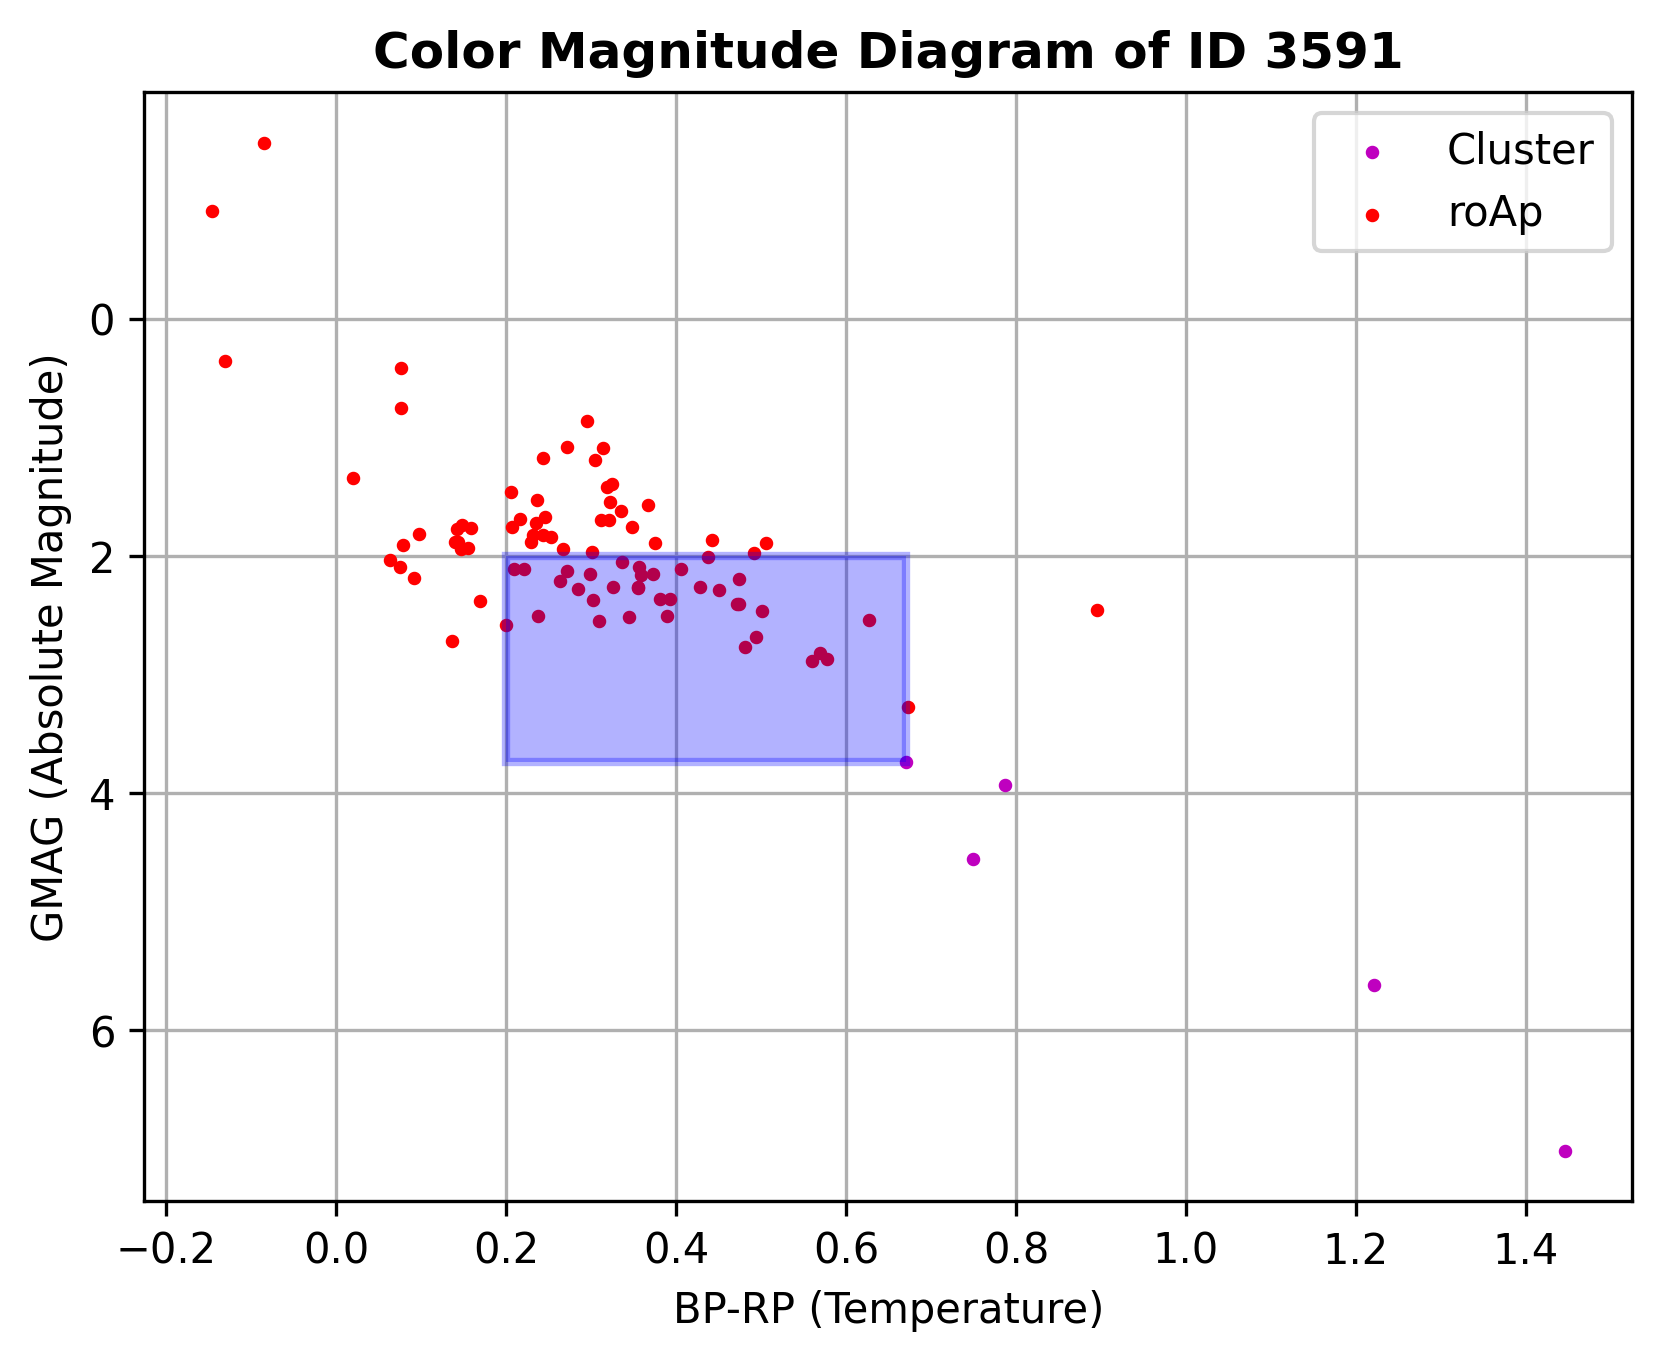 Color Magnitude Diagram of ID 3591
Cluster
roAp
GMAG (Absolute Magnitude)
0
2
4
6
−0.2 0.0 0.2 0.4 0.6 0.8 1.0 1.2 1.4
BP-RP (Temperature)